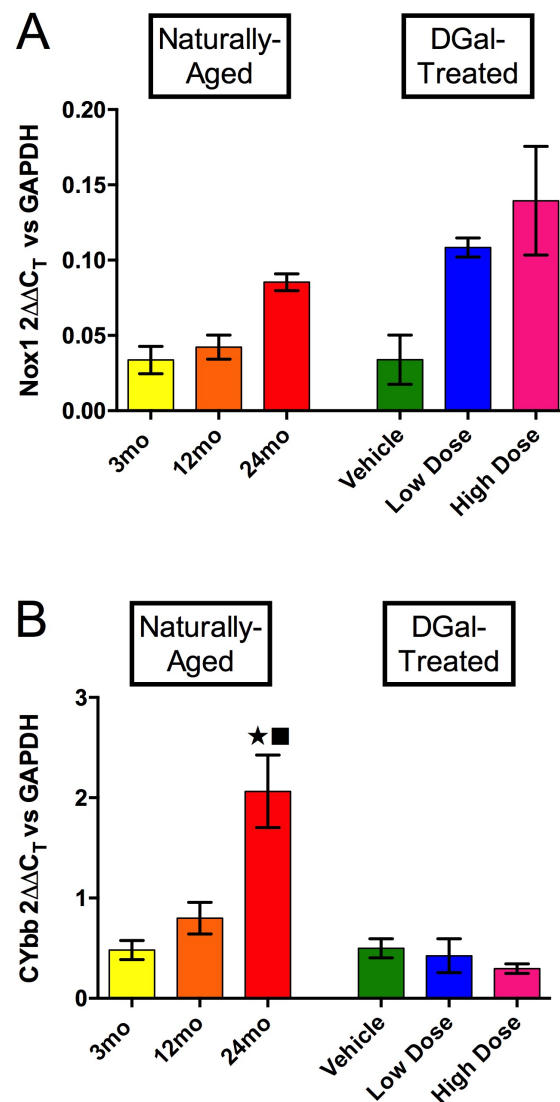 A
Naturally-
Aged
DGal-
Treated
Nox1 2ΔΔCT vs GAPDH
0.20
0.15
0.10
0.05
0.00
3mo
12mo
24mo
Vehicle
Low Dose
High Dose
B
Naturally-
Aged
DGal-
Treated
CYbb 2ΔΔCT vs GAPDH
3
2
1
0
★■
3mo
12mo
24mo
Vehicle
Low Dose
High Dose